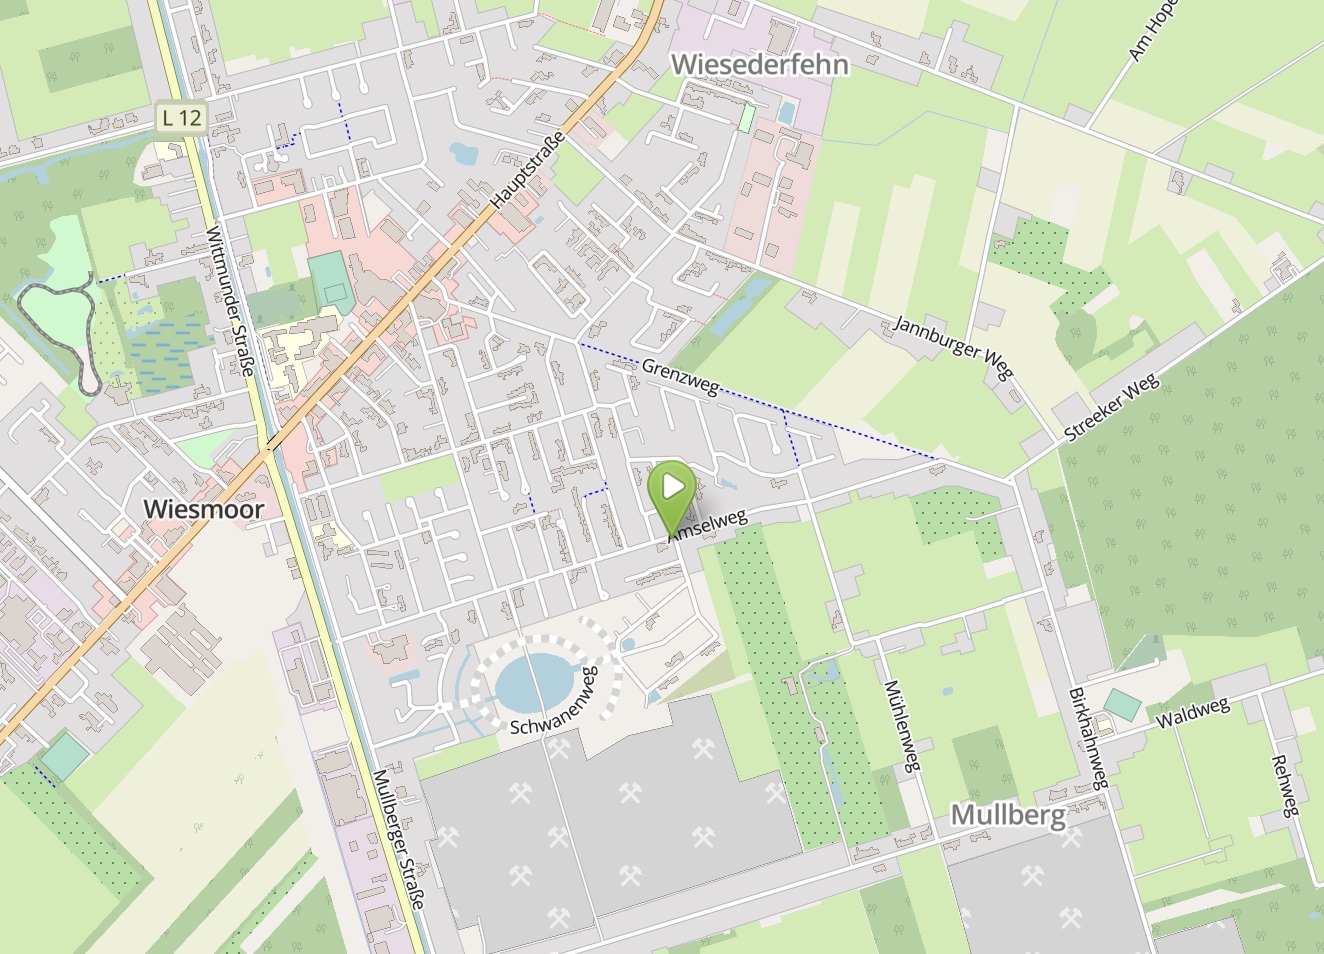 Am Hope
Wiesederfehn
L 12
Hauptstraße
Wittmunder Straße
Jannburger Weg
Grenzweg
Streeker Weg
Wiesmoor
Amselweg
Schwanenweg
Mühlenweg
Birkhahnweg
Waldweg
Rehweg
Mullberger Straße
Mullberg